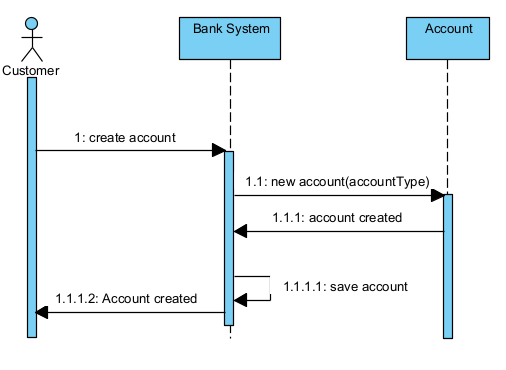 Bank System
Account
Customer
1: create account
1.1: new account(accountType)
1.1.1: account created
1.1.1.1: save account
1.1.1.2: Account created